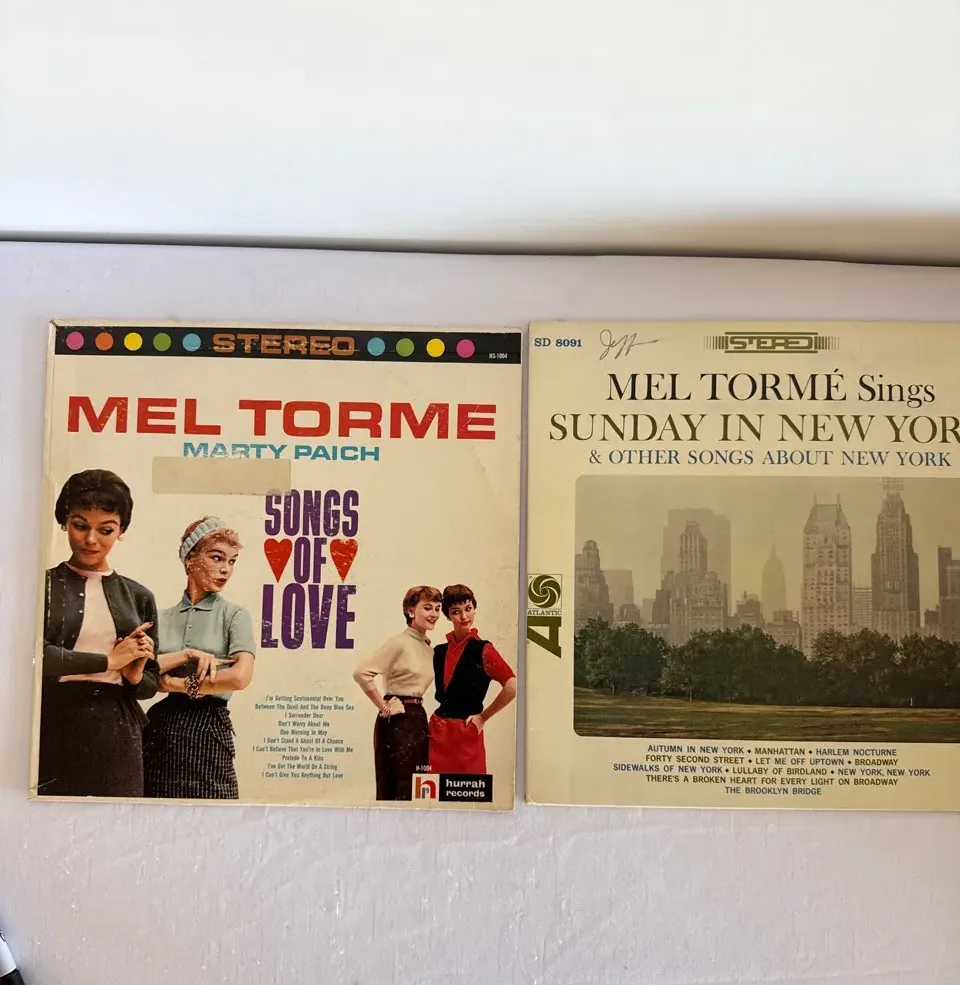 STEREO
HS-1004
MEL TORME
MARTY PAICH
SONGS
OF
LOVE
I'm Getting Sentimental Over You
Between The Devil And The Deep Blue Sea
I Surrender Dear
Don't Worry About Me
One Morning In May
I Don't Stand A Ghost Of A Chance
I Can't Believe That You're In Love With Me
Prelude To A Kiss
I've Got The World On A String
I Can't Give You Anything But Love
H-1004
hr
hurrah
records
SD 8091
Jeff
STEREO
MEL TORMÉ Sings
SUNDAY IN NEW YOR
& OTHER SONGS ABOUT NEW YORK
ATLANTIC
A
AUTUMN IN NEW YORK • MANHATTAN • HARLEM NOCTURNE
FORTY SECOND STREET • LET ME OFF UPTOWN • BROADWAY
SIDEWALKS OF NEW YORK • LULLABY OF BIRDLAND • NEW YORK, NEW YORK
THERE'S A BROKEN HEART FOR EVERY LIGHT ON BROADWAY
THE BROOKLYN BRIDGE